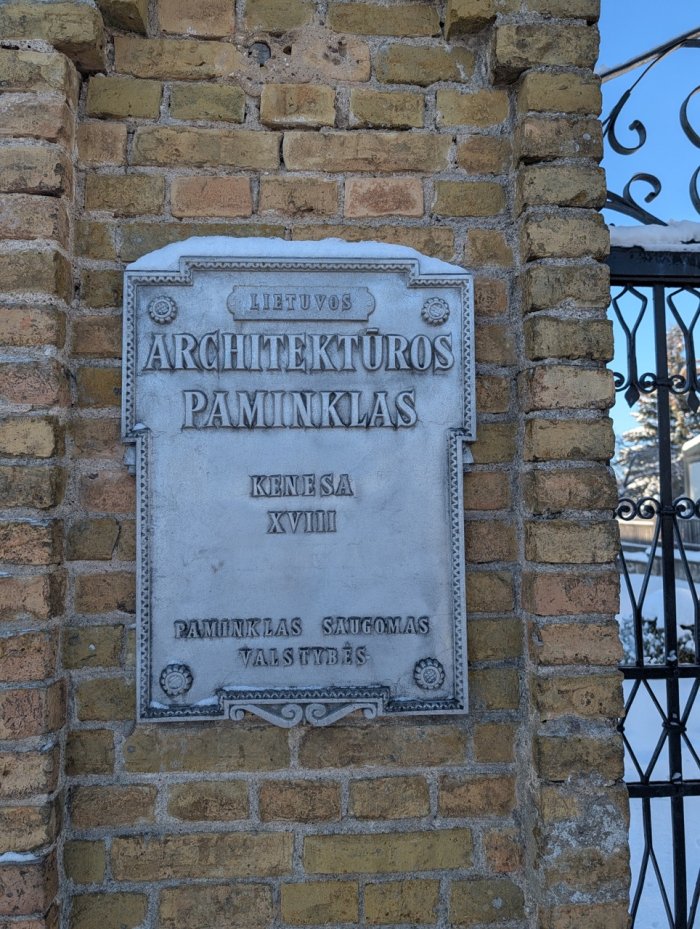 LIETUVOS
ARCHITEKTŪROS
PAMINKLAS
KENESA
XVIII
PAMINKLAS SAUGOMAS
VALSTYBĖS